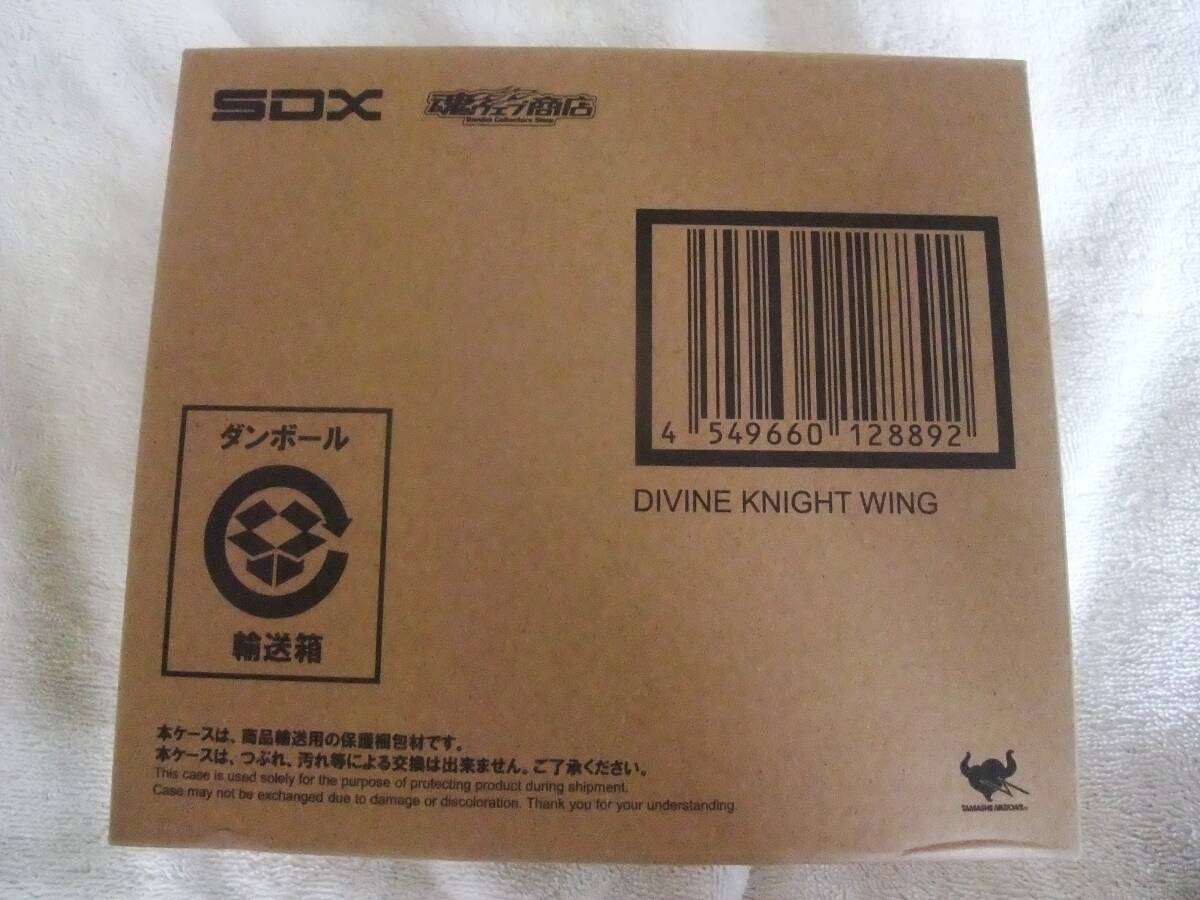 SDX
魂ウェブ商店
Bandai Collectors Shop
4 549660 128892
DIVINE KNIGHT WING
ダンボール
輸送箱
本ケースは、商品輸送用の保護梱包材です。
本ケースは、つぶれ、汚れ等による交換は出来ません。ご了承ください。
This case is used solely for the purpose of protecting product during shipment.
Case may not be exchanged due to damage or discoloration. Thank you for your understanding.
TAMASHII NATIONS